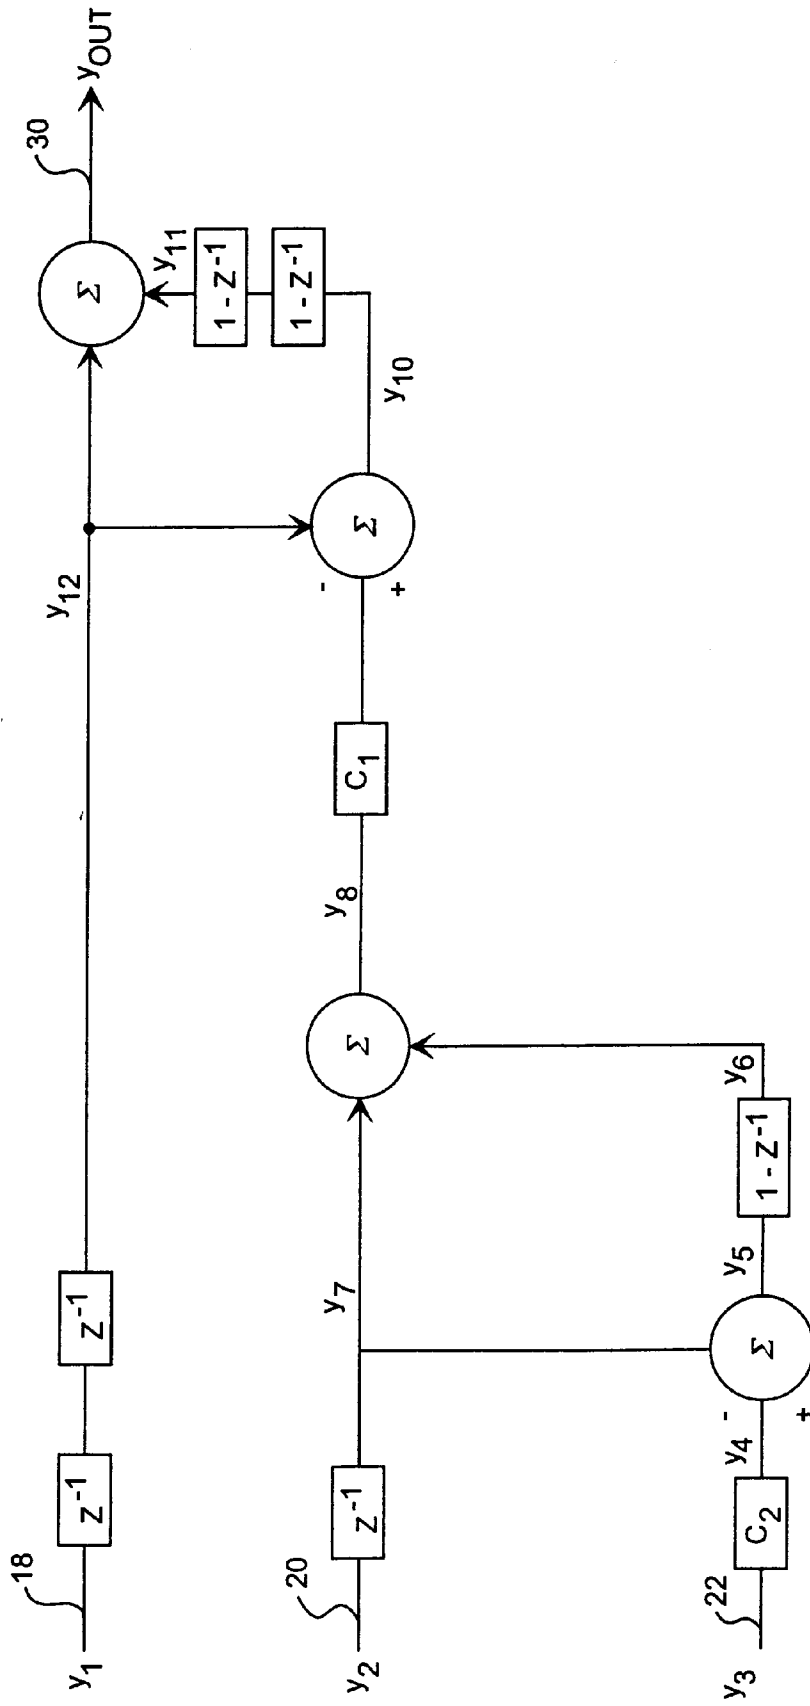 y1
18
z-1
z-1
y12
Σ
30
yOUT
y11
1 - Z-1
1 - Z-1
y10
y2
20
z-1
y7
Σ
y8
C1
-
+
Σ
y3
22
C2
y4
-
+
Σ
y5
1 - Z-1
y6